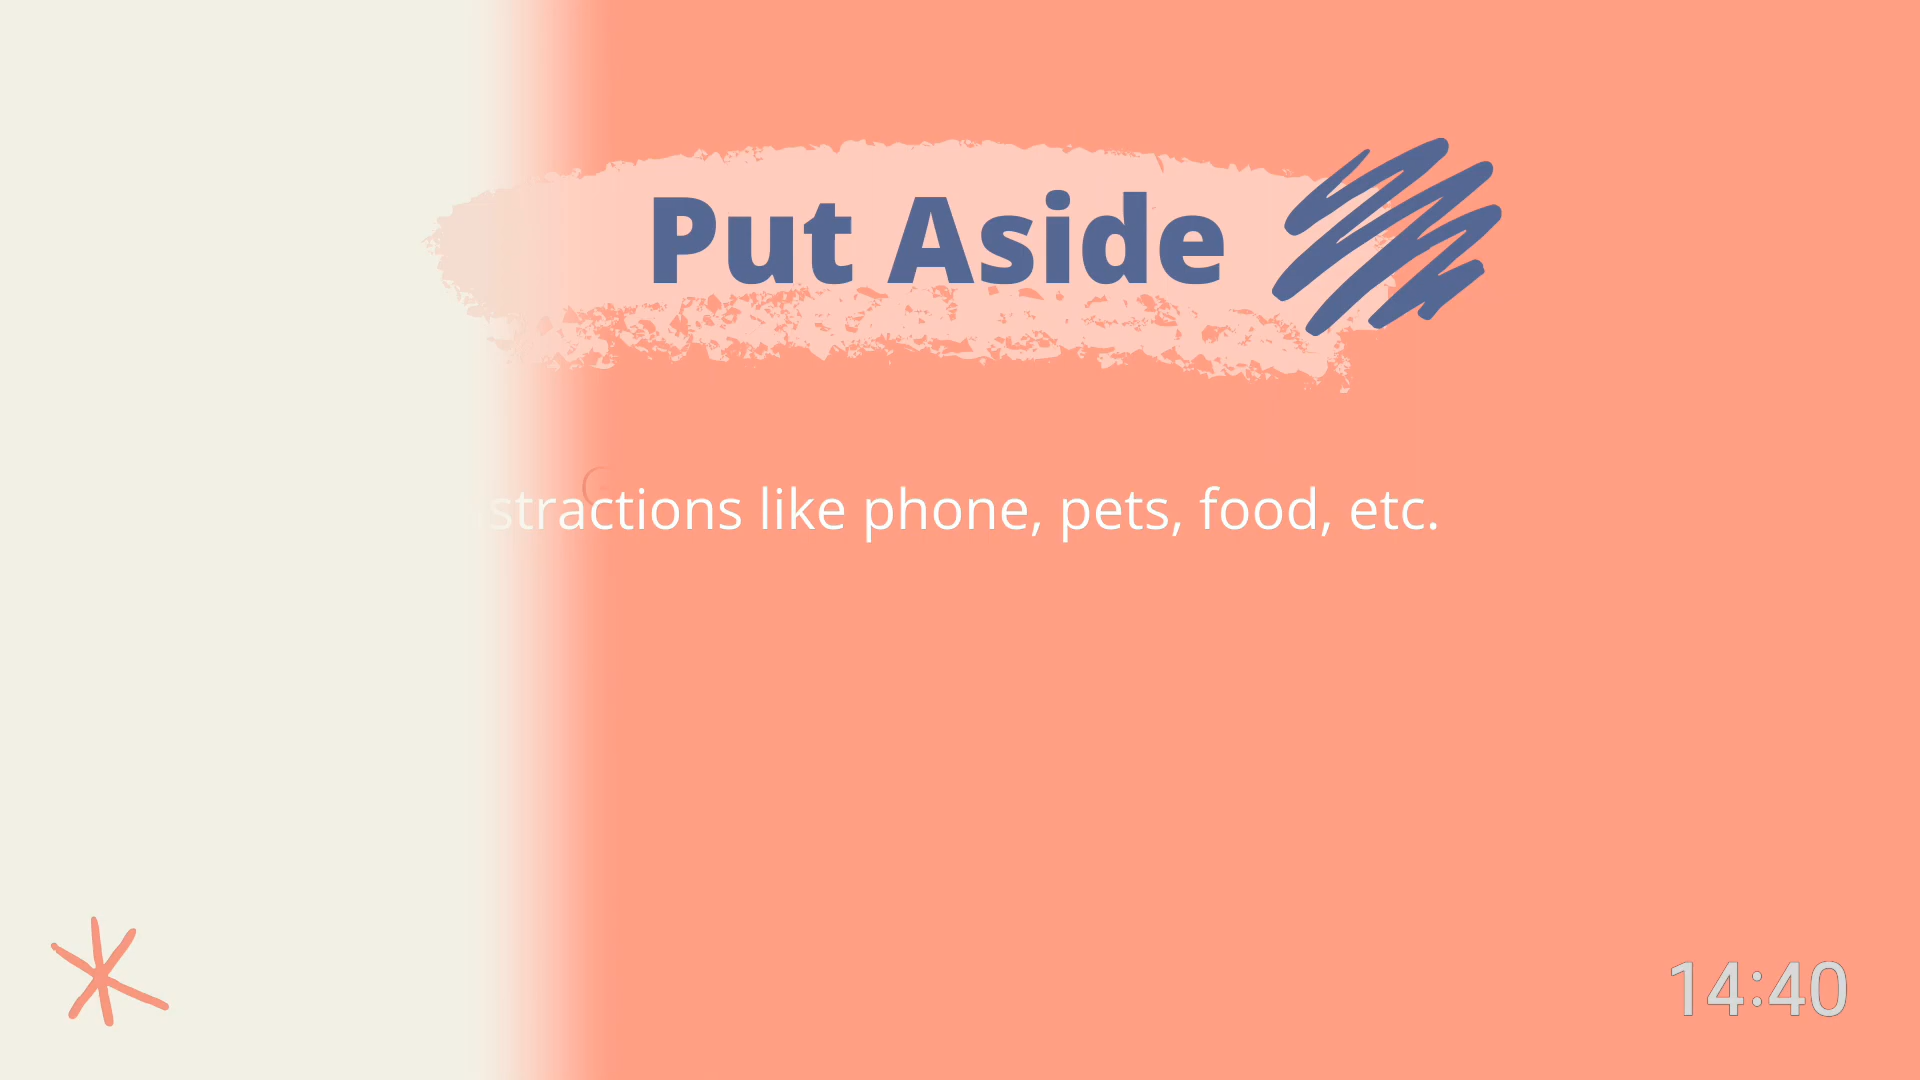 Put Aside
stractions like phone, pets, food, etc.
14:40